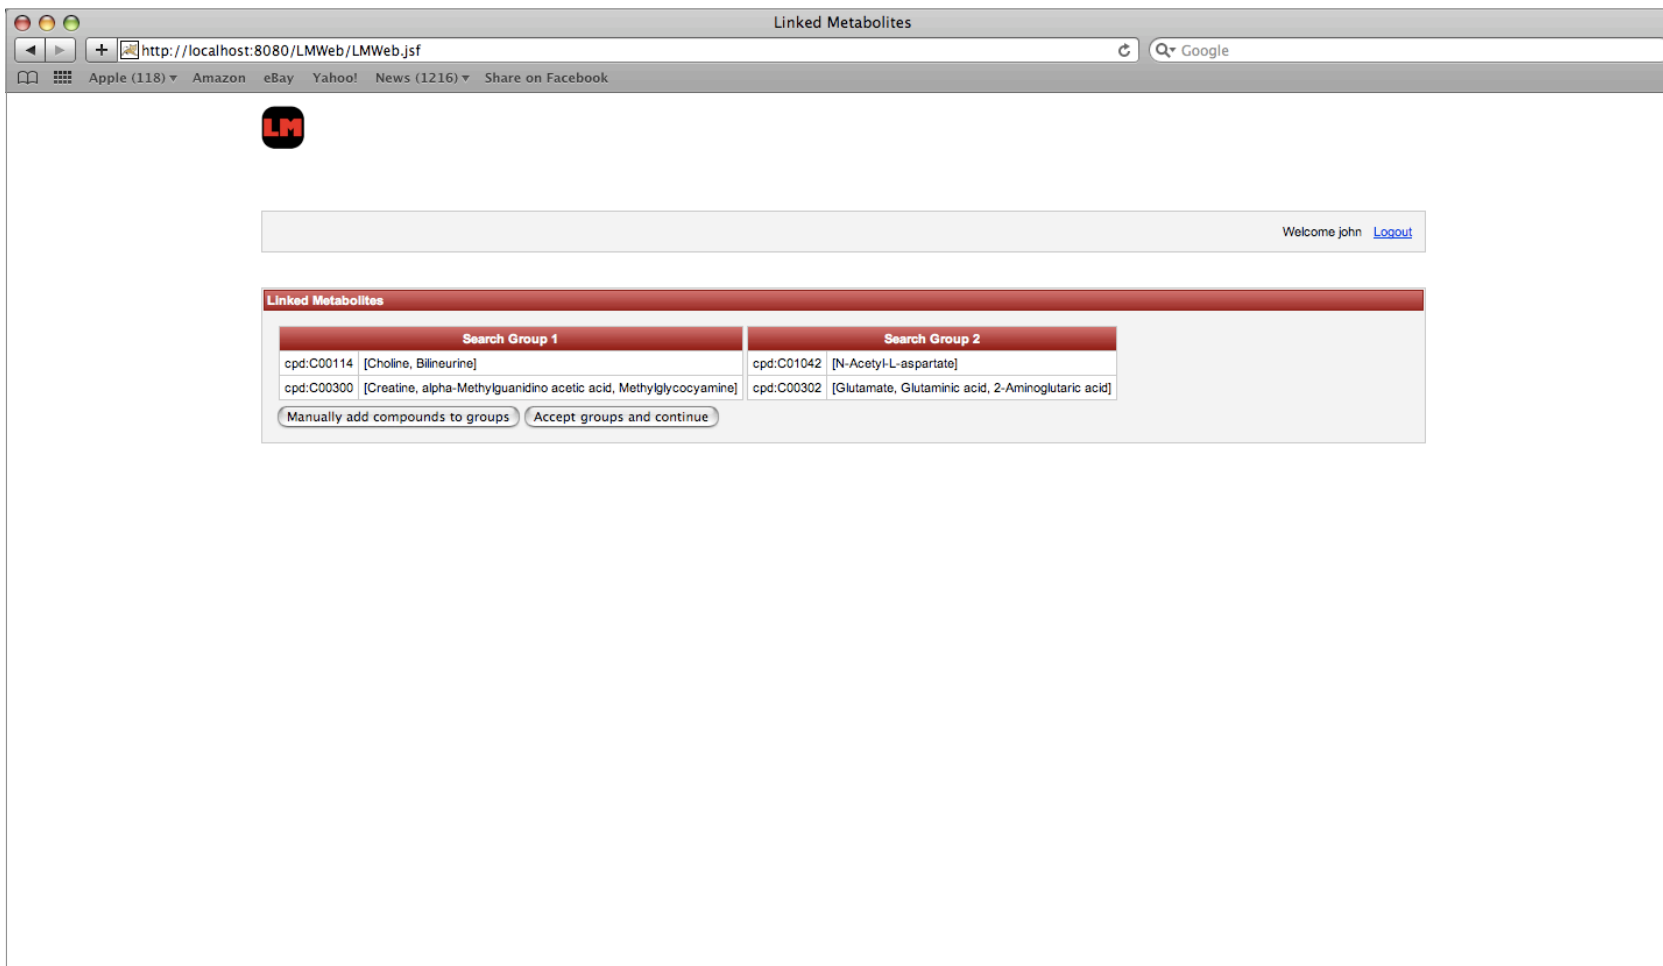 Linked Metabolites
http://localhost:8080/LMWeb/LMWeb.jsf
Google
Apple (118) Amazon eBay Yahoo! News (1216) Share on Facebook
LM
Welcome john Logout
Linked Metabolites
Search Group 1 Search Group 2
cpd:C00114 [Choline, Bilineurine] cpd:C01042 [N-Acetyl-L-aspartate]
cpd:C00300 [Creatine, alpha-Methylguanidino acetic acid, Methylglycocyamine] cpd:C00302 [Glutamate, Glutaminic acid, 2-Aminoglutaric acid]
Manually add compounds to groups Accept groups and continue